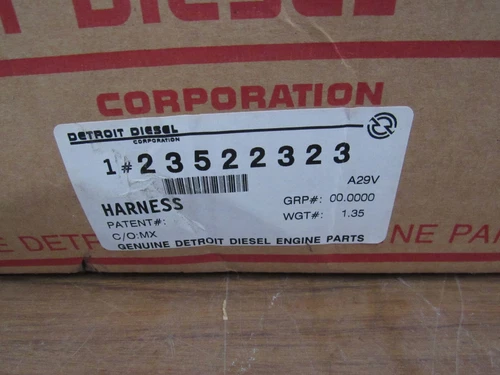 DETROIT DIESEL
CORPORATION
DETROIT DIESEL
CORPORATION
1 # 23522323
A29V
HARNESS
GRP#: 00.0000
PATENT#:
WGT#: 1.35
C/O:MX
GENUINE DETROIT DIESEL ENGINE PARTS
E DETR
NE PA